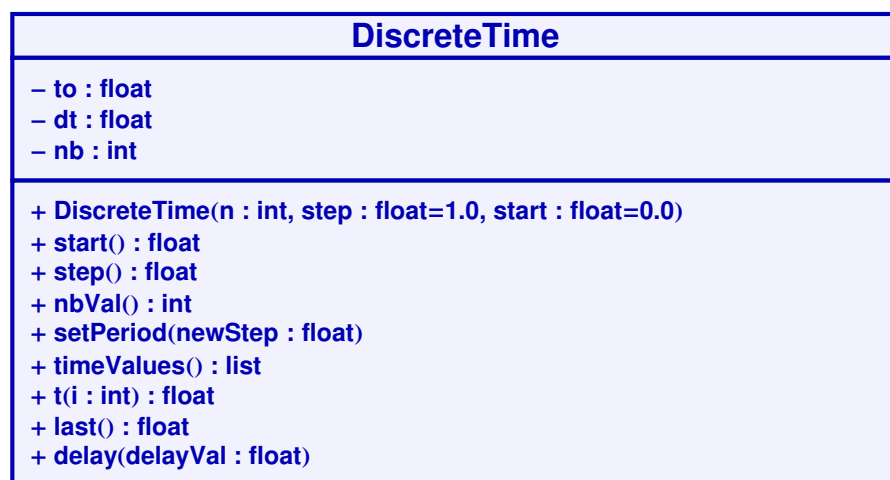 DiscreteTime
– to : float
– dt : float
– nb : int
+ DiscreteTime(n : int, step : float=1.0, start : float=0.0)
+ start() : float
+ step() : float
+ nbVal() : int
+ setPeriod(newStep : float)
+ timeValues() : list
+ t(i : int) : float
+ last() : float
+ delay(delayVal : float)